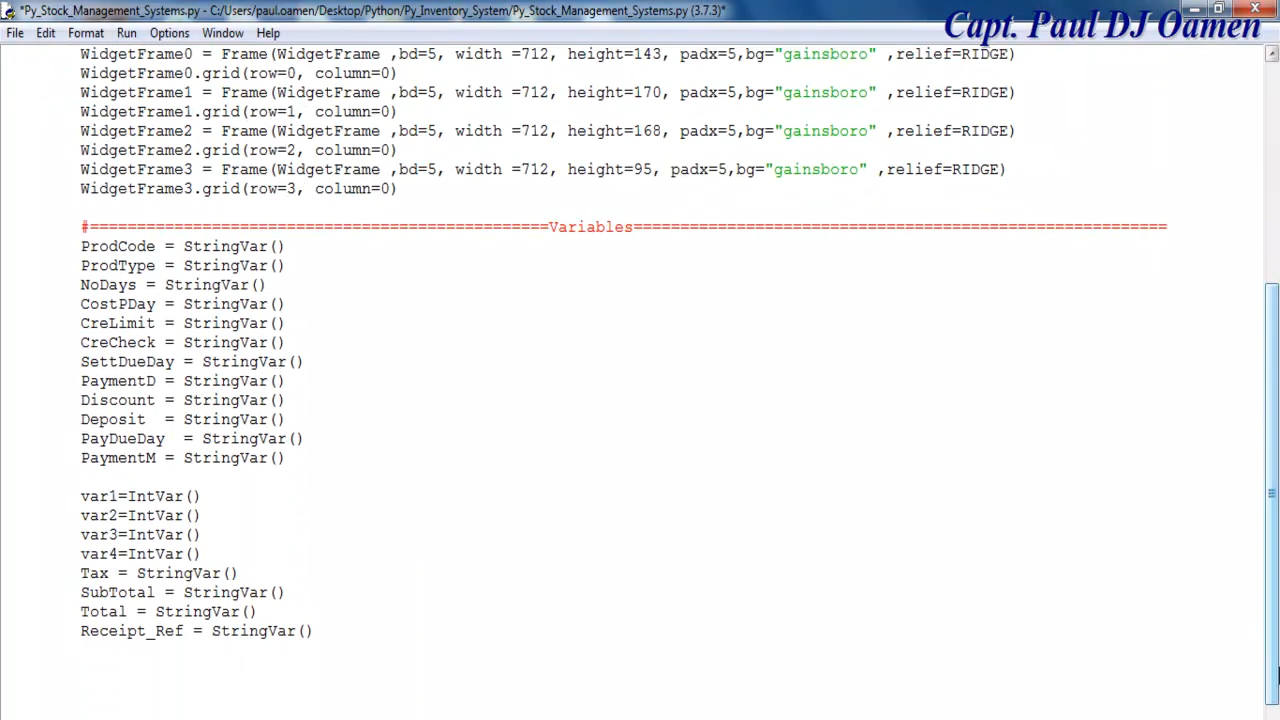 *Py_Stock_Management_Systems.py - C:/Users/paul.oamen/Desktop/Python/Py_Inventory_System/Py_Stock_Management_Systems.py (3.7.3)*
Capt. Paul DJ Oamen
File Edit Format Run Options Window Help
WidgetFrame0 = Frame(WidgetFrame ,bd=5, width =712, height=143, padx=5,bg="gainsboro" ,relief=RIDGE)
WidgetFrame0.grid(row=0, column=0)
WidgetFrame1 = Frame(WidgetFrame ,bd=5, width =712, height=170, padx=5,bg="gainsboro" ,relief=RIDGE)
WidgetFrame1.grid(row=1, column=0)
WidgetFrame2 = Frame(WidgetFrame ,bd=5, width =712, height=168, padx=5,bg="gainsboro" ,relief=RIDGE)
WidgetFrame2.grid(row=2, column=0)
WidgetFrame3 = Frame(WidgetFrame ,bd=5, width =712, height=95, padx=5,bg="gainsboro" ,relief=RIDGE)
WidgetFrame3.grid(row=3, column=0)
#=================================================Variables=========================================================
ProdCode = StringVar()
ProdType = StringVar()
NoDays = StringVar()
CostPDay = StringVar()
CreLimit = StringVar()
CreCheck = StringVar()
SettDueDay = StringVar()
PaymentD = StringVar()
Discount = StringVar()
Deposit  = StringVar()
PayDueDay  = StringVar()
PaymentM = StringVar()
var1=IntVar()
var2=IntVar()
var3=IntVar()
var4=IntVar()
Tax = StringVar()
SubTotal = StringVar()
Total = StringVar()
Receipt_Ref = StringVar()